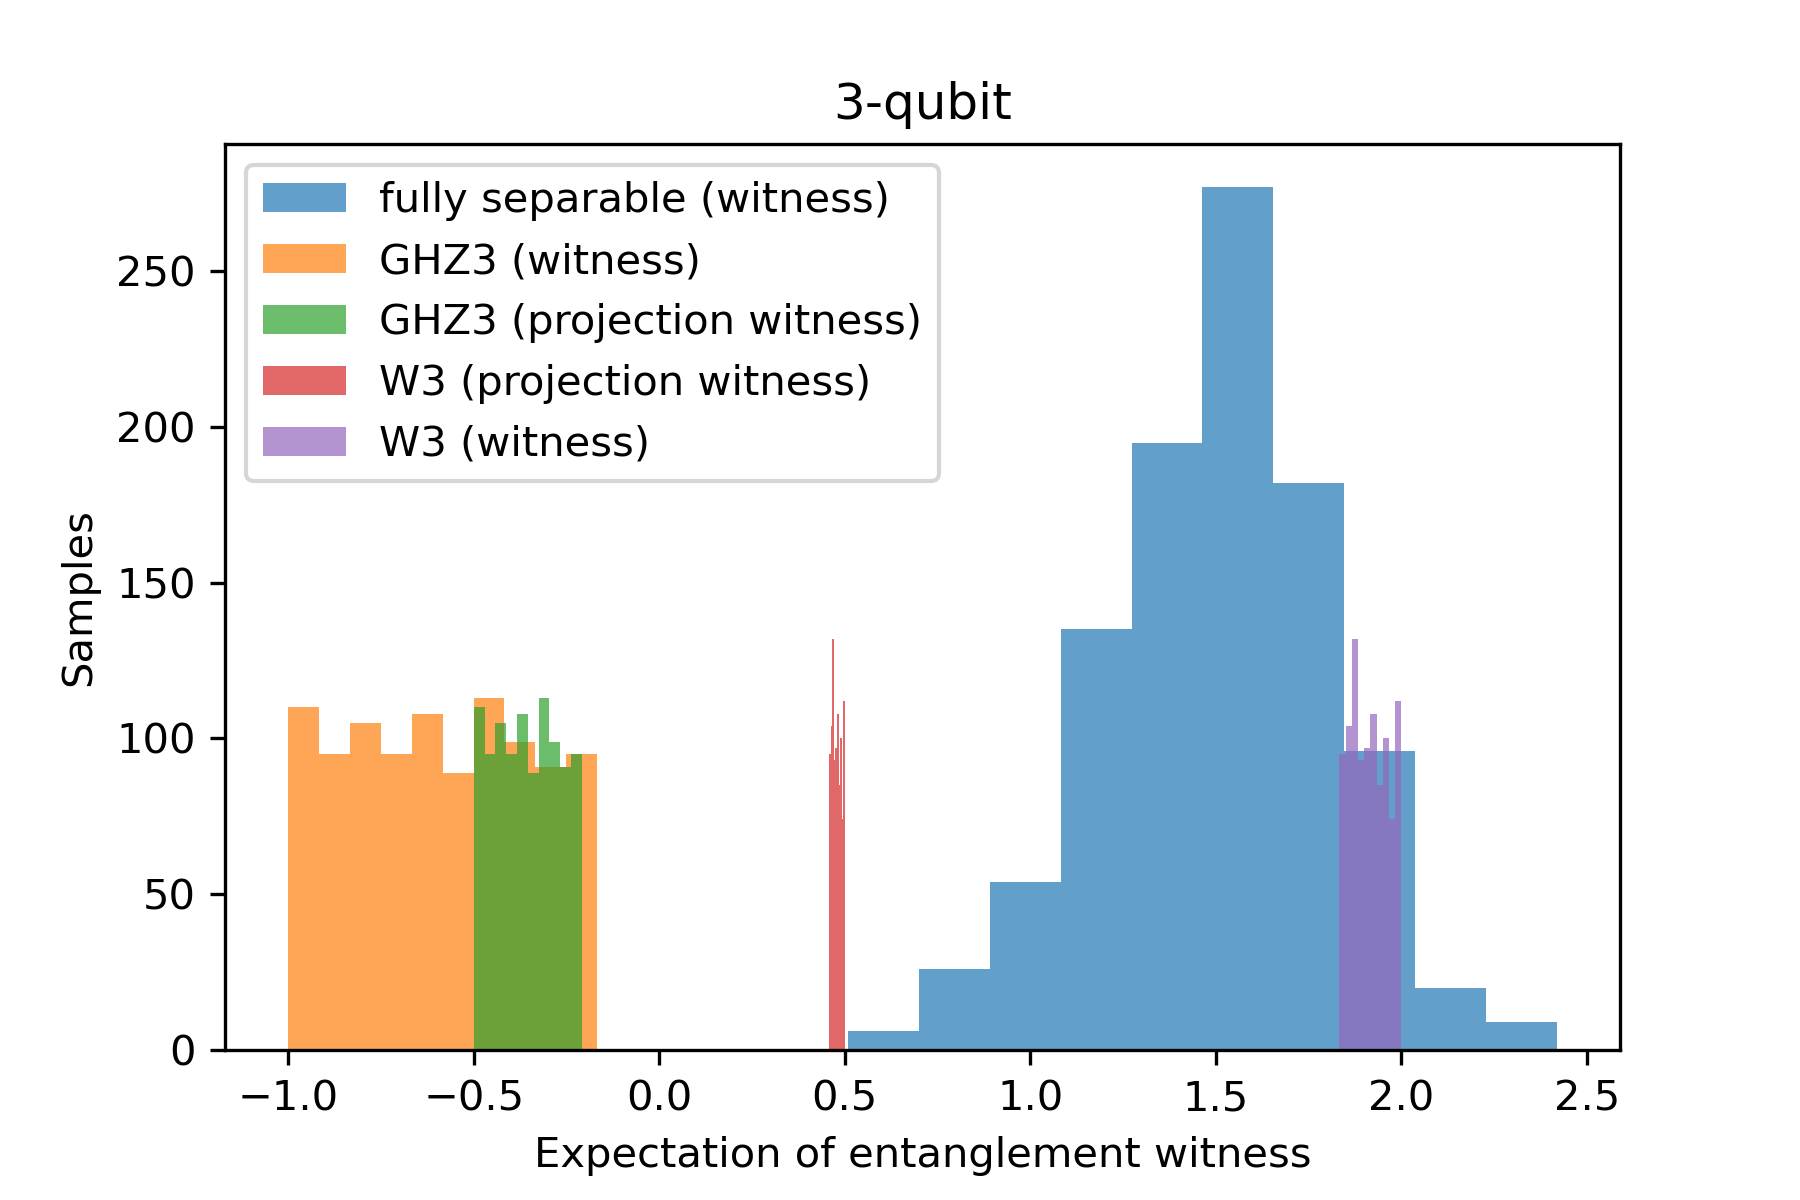 3-qubit
fully separable (witness)
GHZ3 (witness)
GHZ3 (projection witness)
W3 (projection witness)
W3 (witness)
Samples
250
200
150
100
50
0
−1.0 −0.5 0.0 0.5 1.0 1.5 2.0 2.5
Expectation of entanglement witness